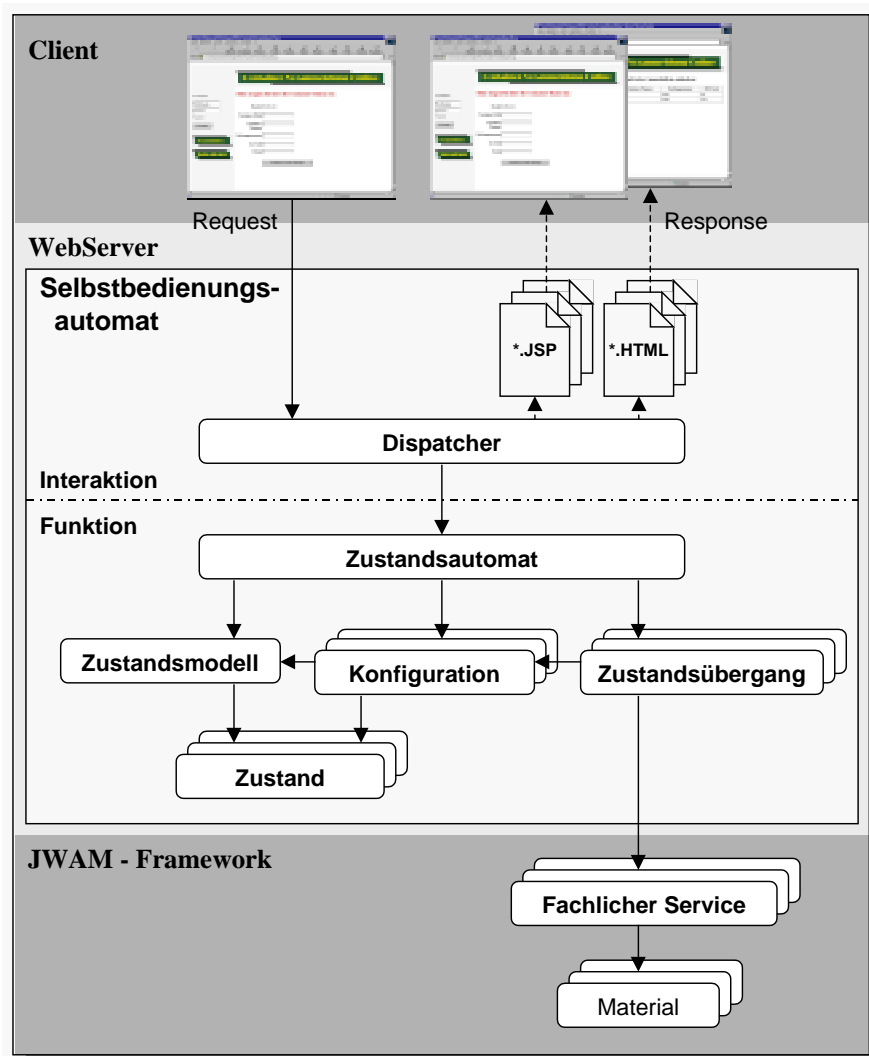 Client
Request
Response
WebServer
Selbstbedienungs-
automat
*.JSP
*.HTML
Dispatcher
Interaktion
Funktion
Zustandsautomat
Zustandsmodell
Konfiguration
Zustandsübergang
Zustand
JWAM - Framework
Fachlicher Service
Material